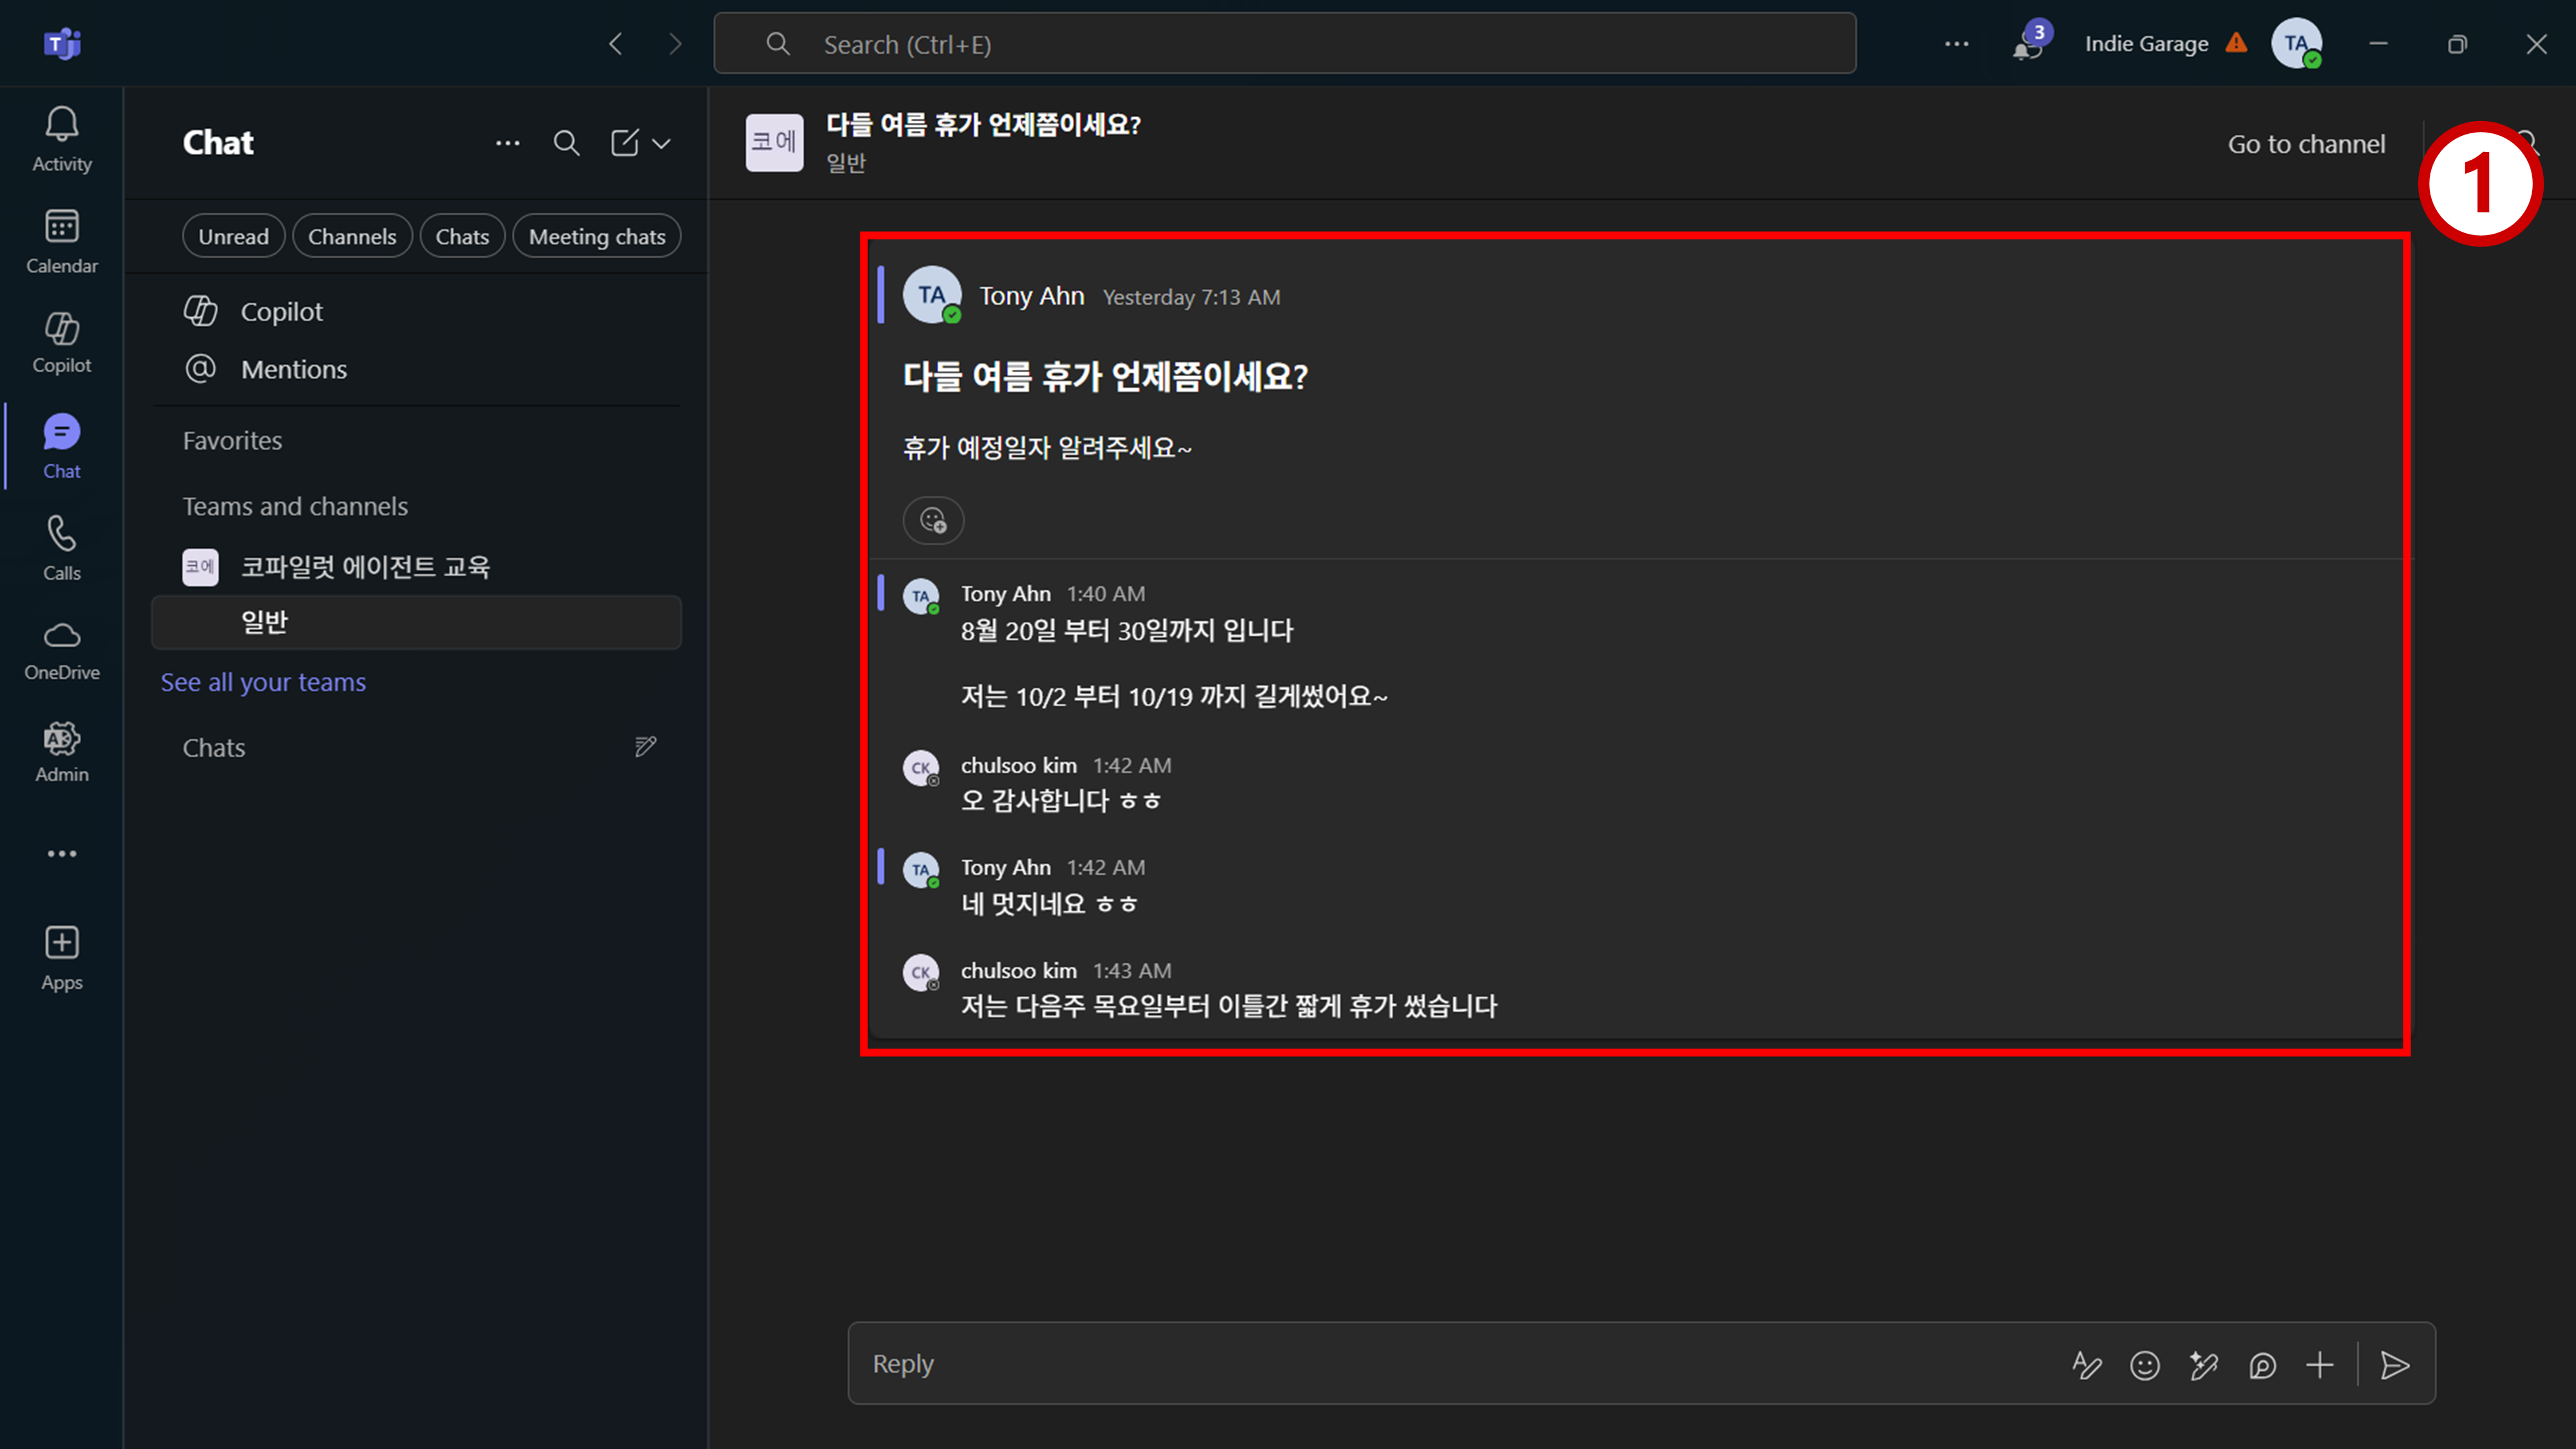 Search (Ctrl+E)
3
Indie Garage
TA
Activity
Calendar
Copilot
Chat
Calls
OneDrive
Admin
Apps
Chat
Unread
Channels
Chats
Meeting chats
Copilot
Mentions
Favorites
Teams and channels
코에
코파일럿 에이전트 교육
일반
See all your teams
Chats
코에
다들 여름 휴가 언제쯤이세요?
일반
Go to channel
1
TA
Tony Ahn Yesterday 7:13 AM
다들 여름 휴가 언제쯤이세요?
휴가 예정일자 알려주세요~
TA
Tony Ahn 1:40 AM
8월 20일 부터 30일까지 입니다
저는 10/2 부터 10/19 까지 길게썼어요~
CK
chulsoo kim 1:42 AM
오 감사합니다 ㅎㅎ
TA
Tony Ahn 1:42 AM
네 멋지네요 ㅎㅎ
CK
chulsoo kim 1:43 AM
저는 다음주 목요일부터 이틀간 짧게 휴가 썼습니다
Reply